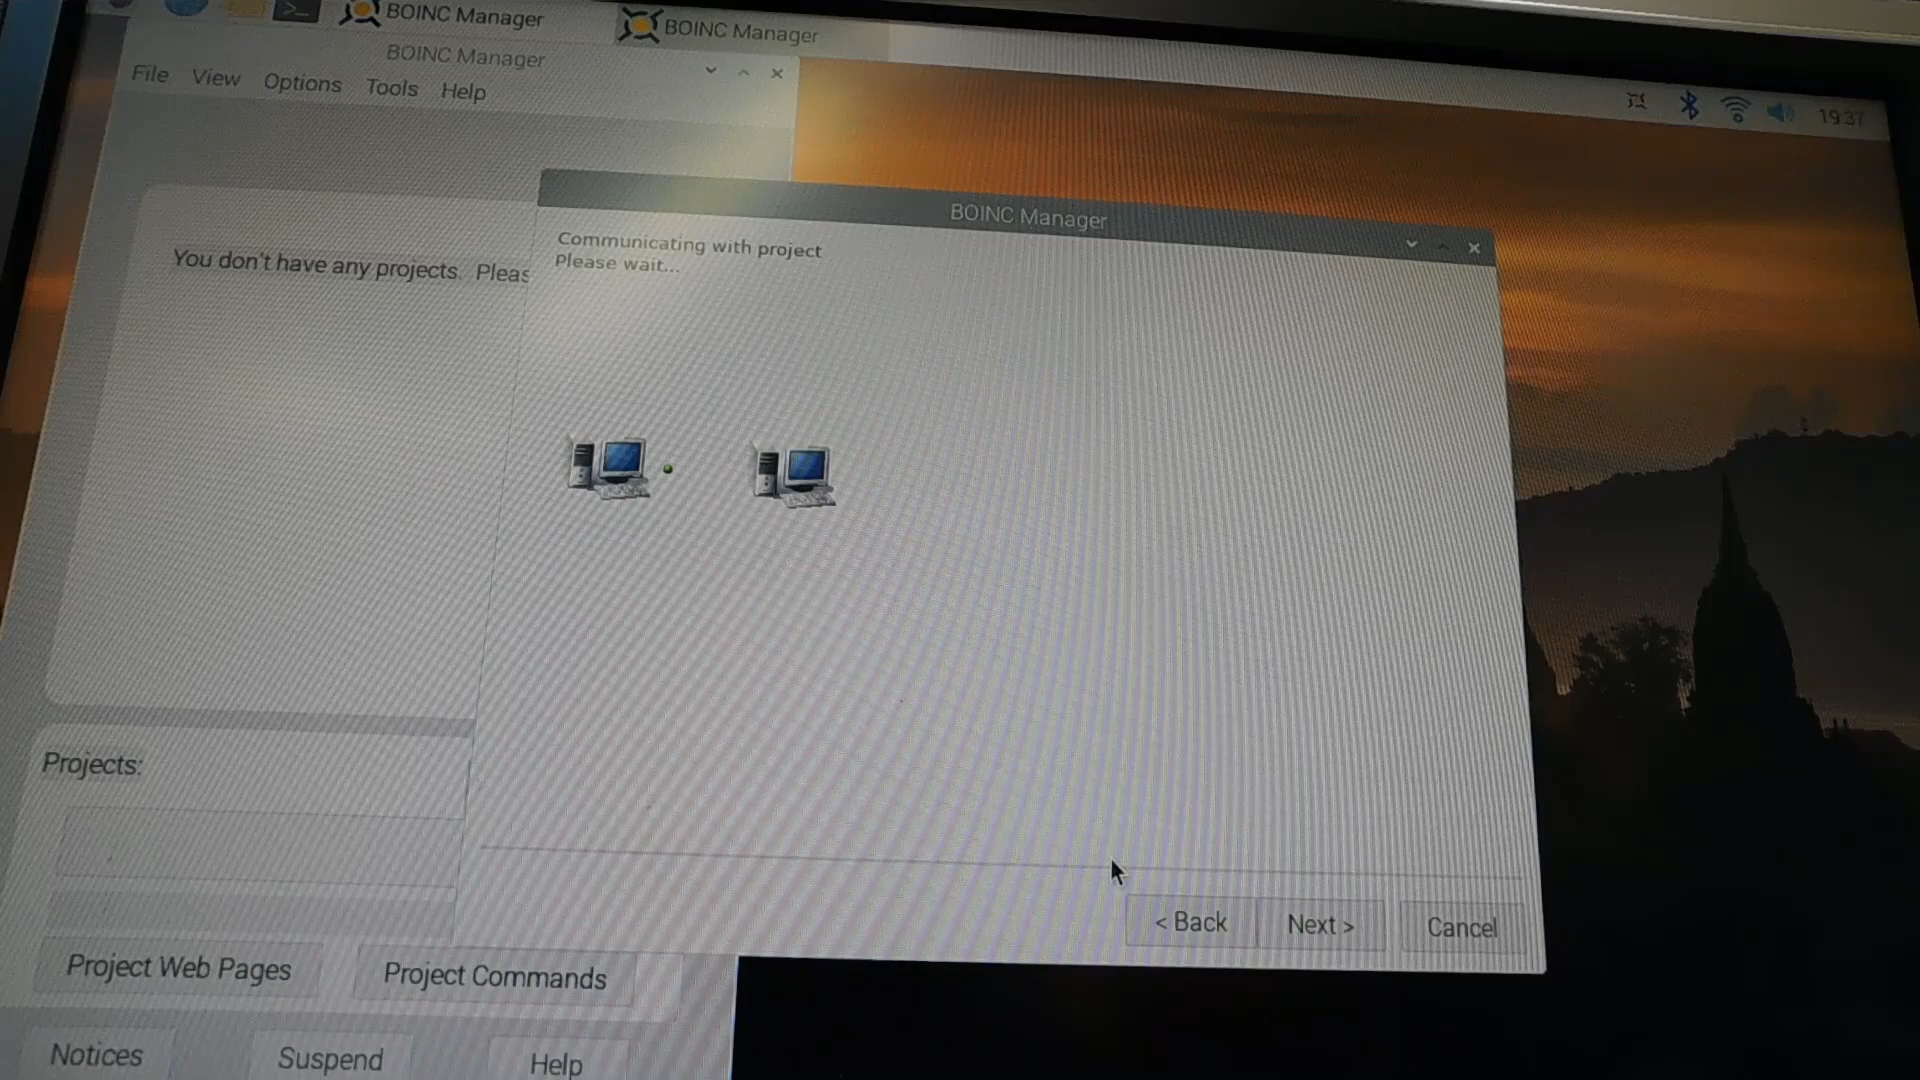 BOINC Manager
BOINC Manager
BOINC Manager
File View Options Tools Help
19:37
BOINC Manager
Communicating with project
Please wait...
You don't have any projects. Pleas
Projects:
< Back Next > Cancel
Project Web Pages Project Commands
Notices Suspend Help